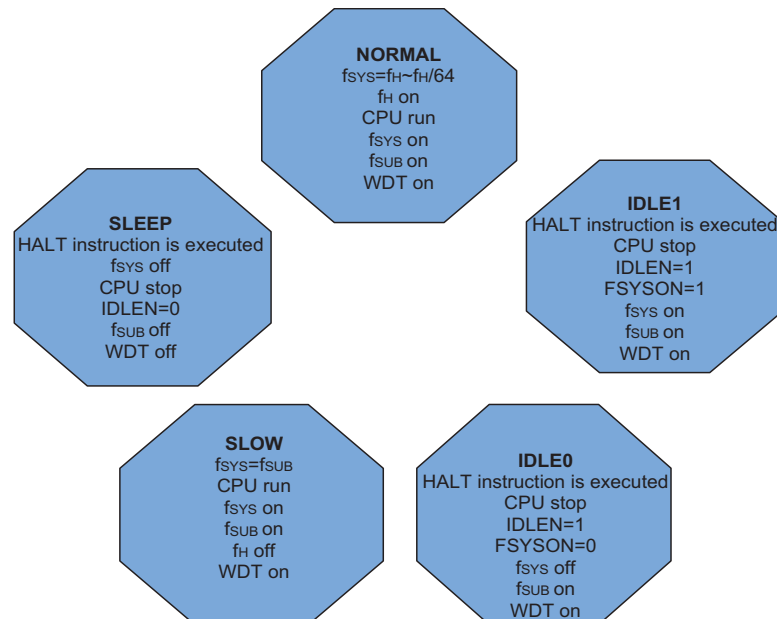 NORMAL
fSYS=fH~fH/64
fH on
CPU run
fSYS on
fSUB on
WDT on
SLEEP
HALT instruction is executed
fSYS off
CPU stop
IDLEN=0
fSUB off
WDT off
IDLE1
HALT instruction is executed
CPU stop
IDLEN=1
FSYSON=1
fSYS on
fSUB on
WDT on
SLOW
fSYS=fSUB
CPU run
fSYS on
fSUB on
fH off
WDT on
IDLE0
HALT instruction is executed
CPU stop
IDLEN=1
FSYSON=0
fSYS off
fSUB on
WDT on